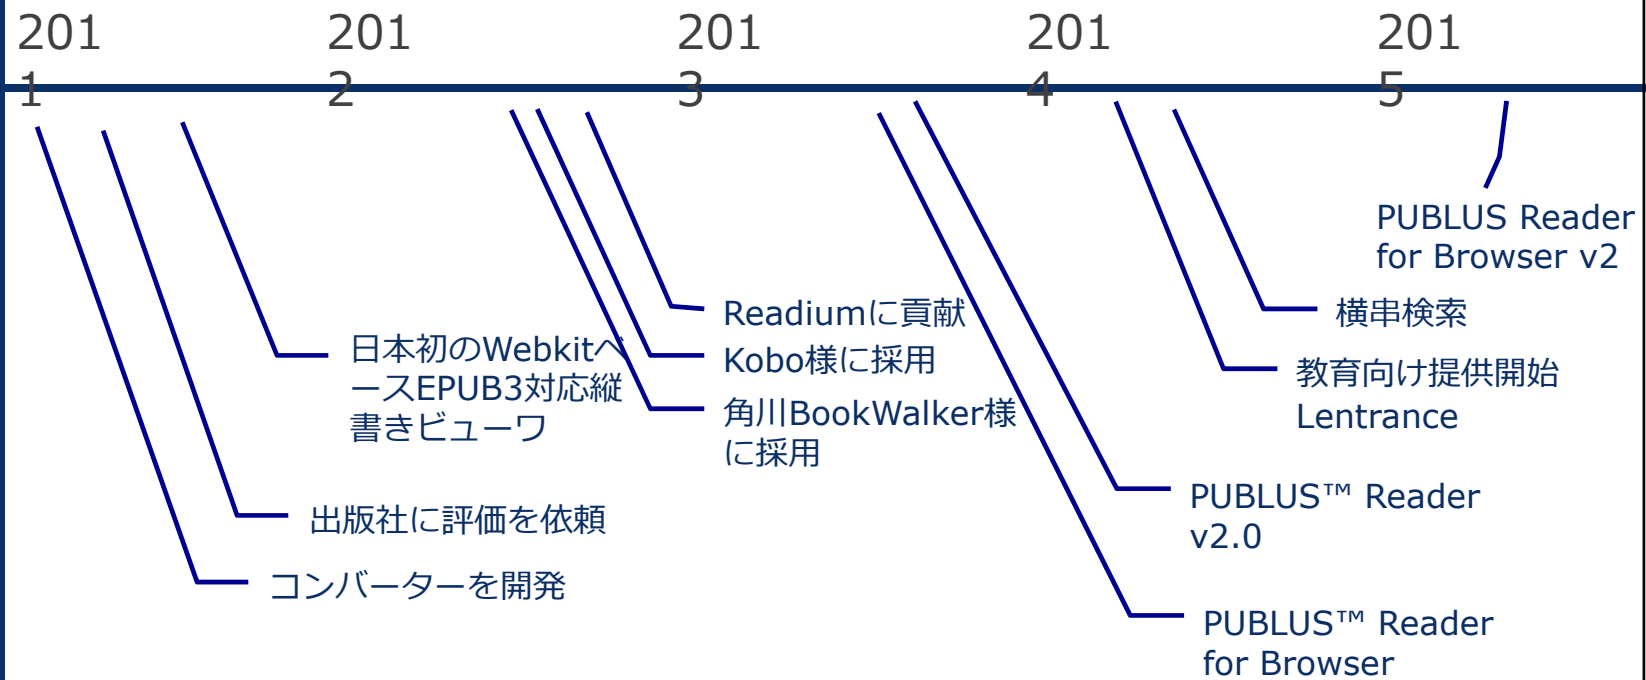 201
1
201
2
201
3
201
4
201
5
PUBLUS Reader
for Browser v2
横串検索
教育向け提供開始
Lentrance
Readiumに貢献
Kobo様に採用
角川BookWalker様
に採用
日本初のWebkitベ
ースEPUB3対応縦
書きビューワ
PUBLUS™ Reader
v2.0
出版社に評価を依頼
コンバーターを開発
PUBLUS™ Reader
for Browser